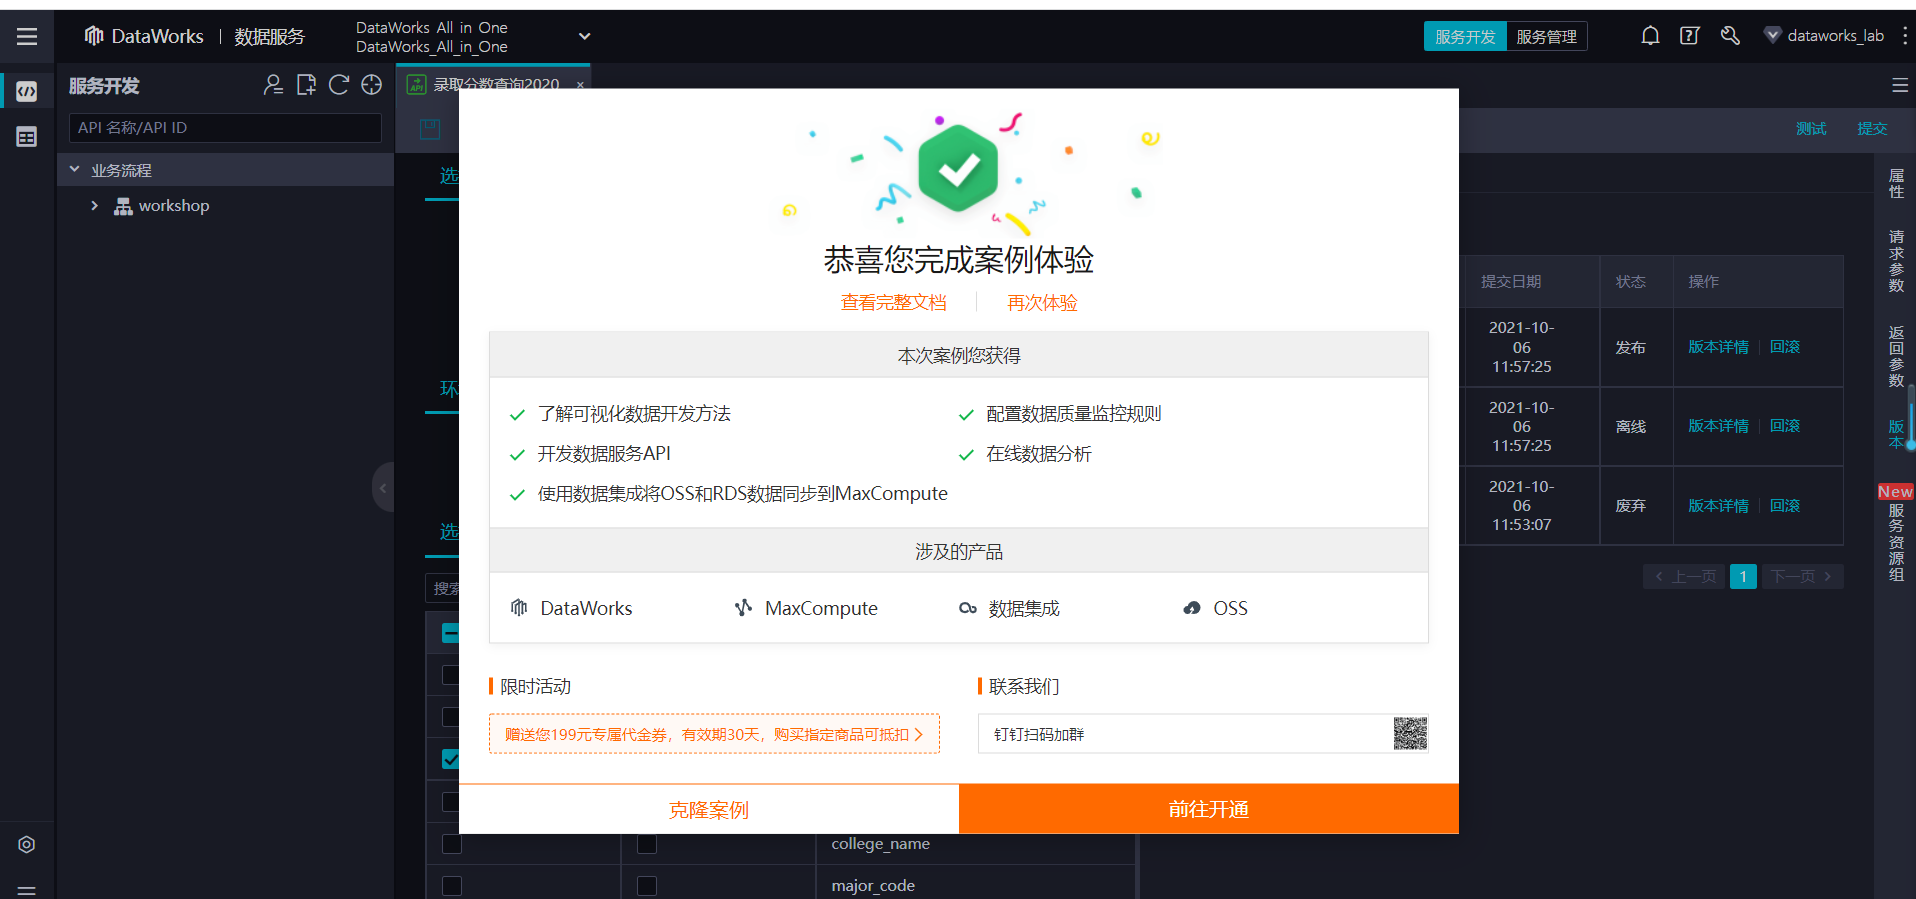 DataWorks | 数据服务
DataWorks All in One
DataWorks_All_in_One
服务开发 服务管理
dataworks_lab
服务开发
API 录取分数查询2020 ×
API 名称/API ID
测试 提交
业务流程
workshop
选
环
选
搜索
恭喜您完成案例体验
查看完整文档 再次体验
本次案例您获得
了解可视化数据开发方法 配置数据质量监控规则
开发数据服务API 在线数据分析
使用数据集成将OSS和RDS数据同步到MaxCompute
涉及的产品
DataWorks MaxCompute 数据集成 OSS
限时活动 联系我们
赠送您199元专属代金券，有效期30天，购买指定商品可抵扣
钉钉扫码加群
克隆案例 前往开通
提交日期 状态 操作
2021-10-
06
11:57:25
发布 版本详情 回滚
2021-10-
06
11:57:25
离线 版本详情 回滚
2021-10-
06
11:53:07
废弃 版本详情 回滚
上一页 1 下一页
college_name
major_code
属性
请求参数
返回参数
版本
New
服务资源组